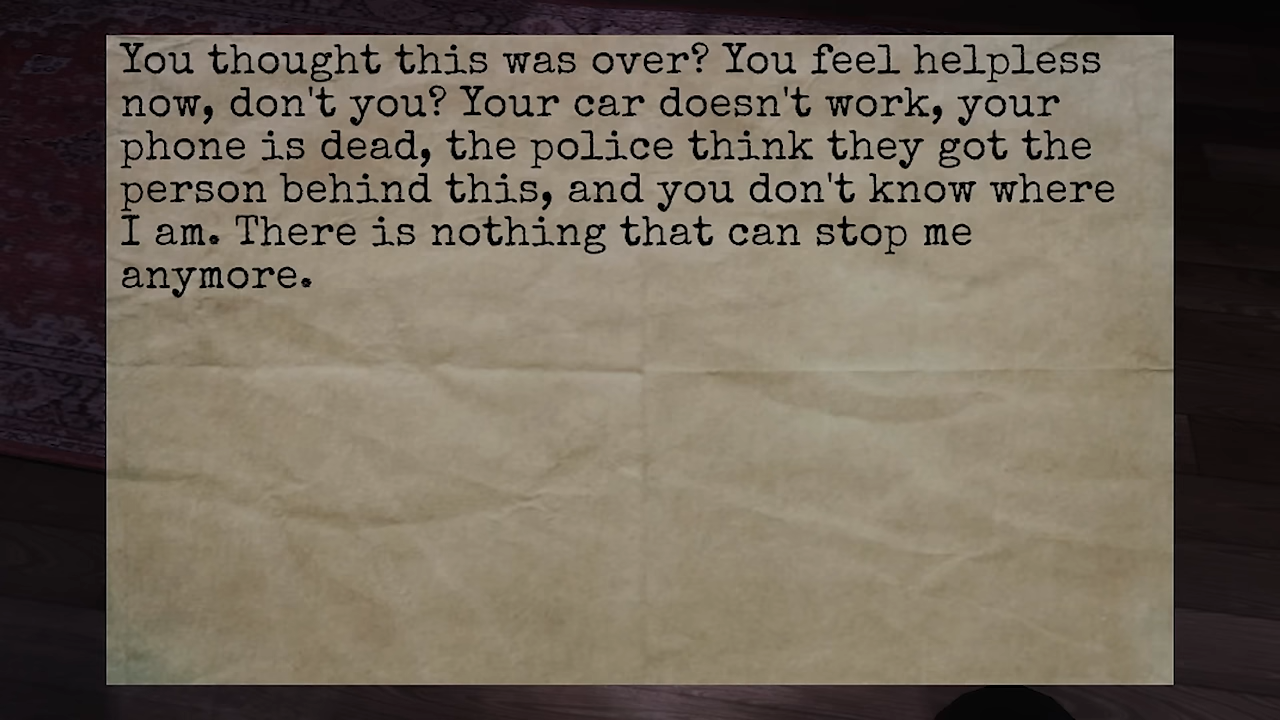 You thought this was over? You feel helpless
now, don't you? Your car doesn't work, your
phone is dead, the police think they got the
person behind this, and you don't know where
I am. There is nothing that can stop me
anymore.